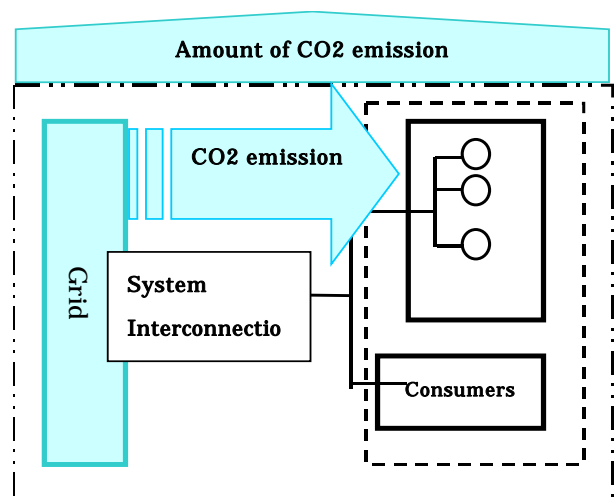 Amount of CO2 emission
CO2 emission
Grid
System
Interconnectio
Consumers